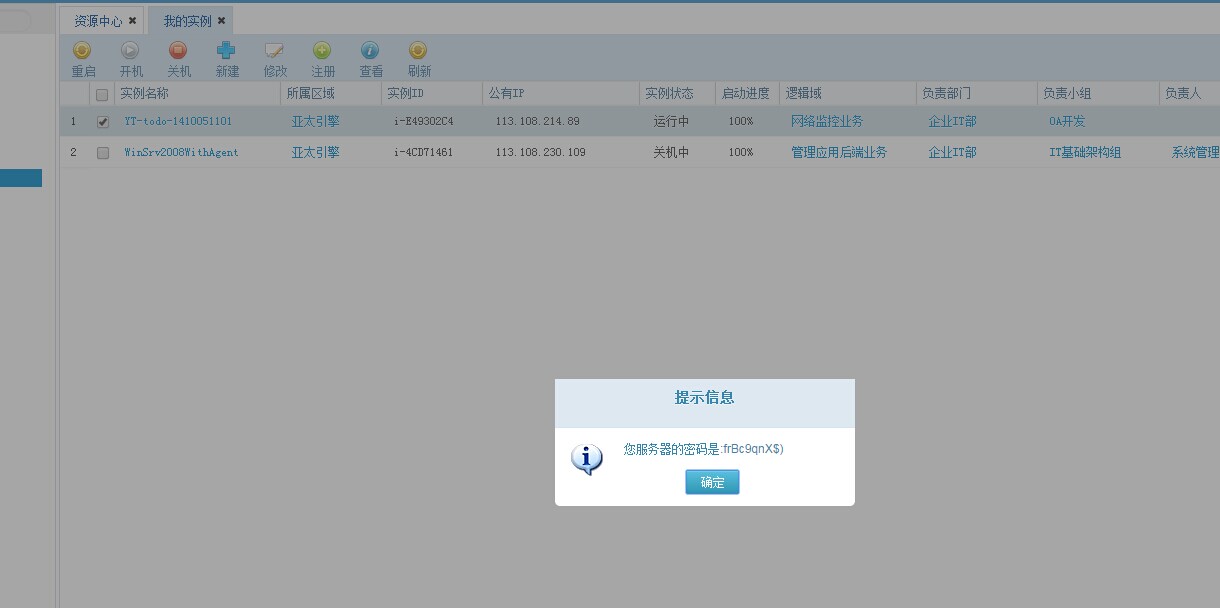 资源中心 ✖ 我的实例 ✖
重启 开机 关机 新建 修改 注册 查看 刷新
实例名称 所属区域 实例ID 公有IP 实例状态 启动进度 逻辑域 负责部门 负责小组 负责人
1 YT-todo-1410051101 亚太引擎 i-E49302C4 113.108.214.89 运行中 100% 网络监控业务 企业IT部 OA开发
2 WinSrv2008WithAgent 亚太引擎 i-4CD71461 113.108.230.109 关机中 100% 管理应用后端业务 企业IT部 IT基础架构组 系统管理
提示信息
您服务器的密码是:frBc9qnX$)
确定